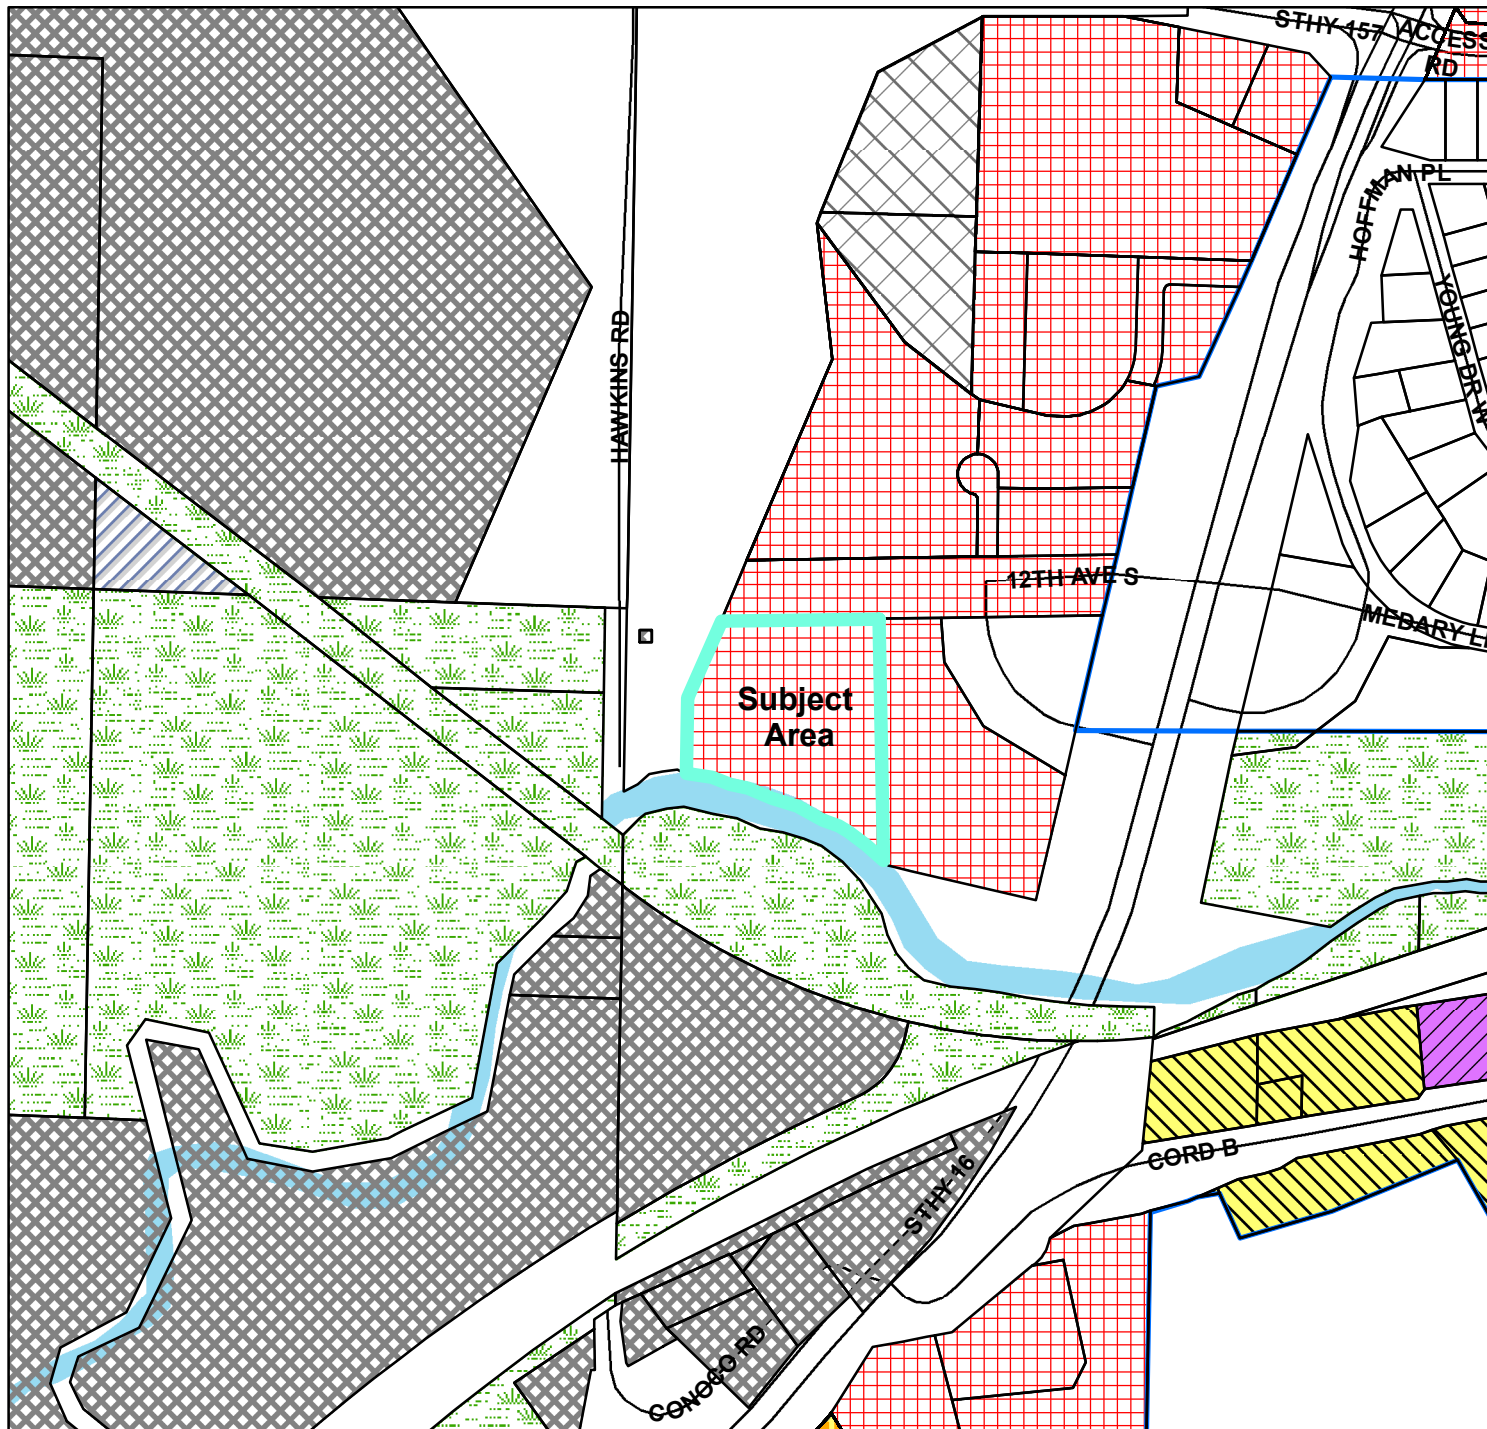 STHY 157
ACCESS
RD
HOFFMAN PL
YOUNG DR W
HAWKINS RD
12TH AVE S
MEDARY
Subject
Area
CORD B
STHY 16
CONOCO RD